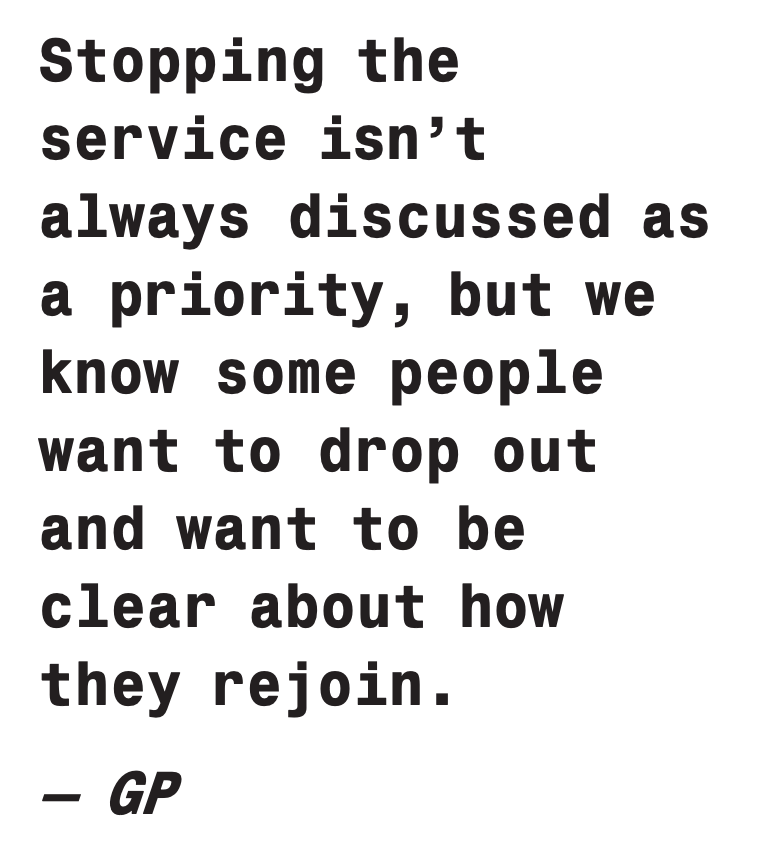 Stopping the
service isn’t
always discussed as
a priority, but we
know some people
want to drop out
and want to be
clear about how
they rejoin.
— GP